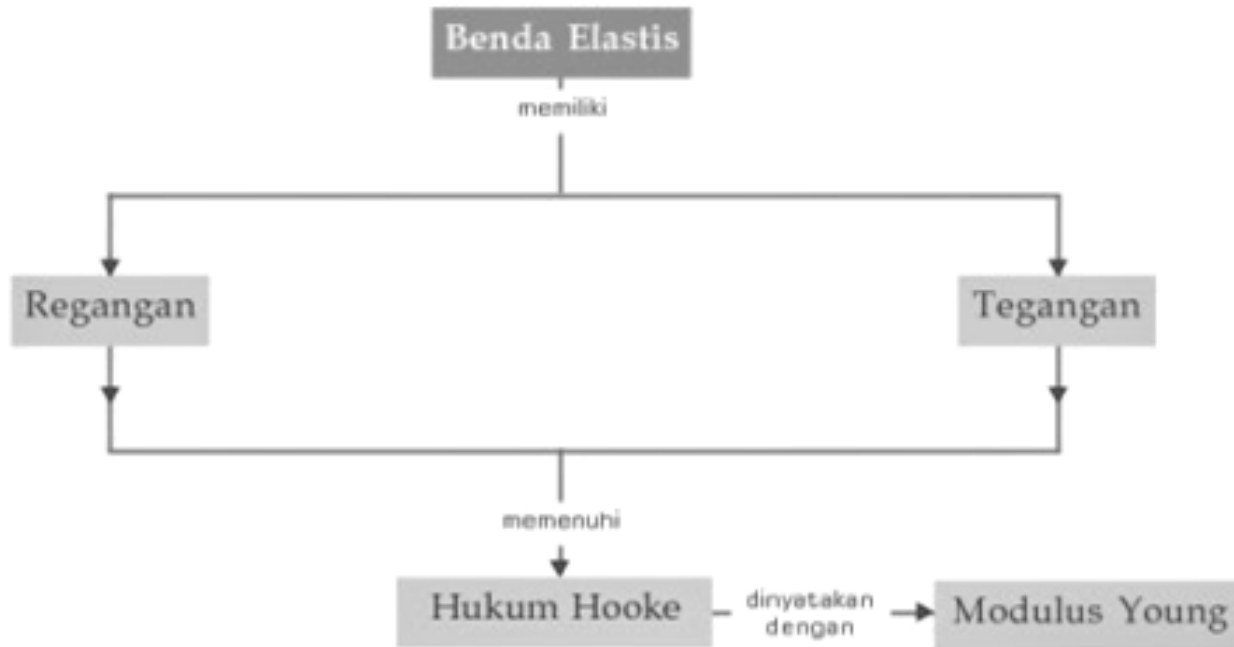 Benda Elastis
memiliki
Regangan
Tegangan
memenuhi
Hukum Hooke
dinyatakan
dengan
Modulus Young